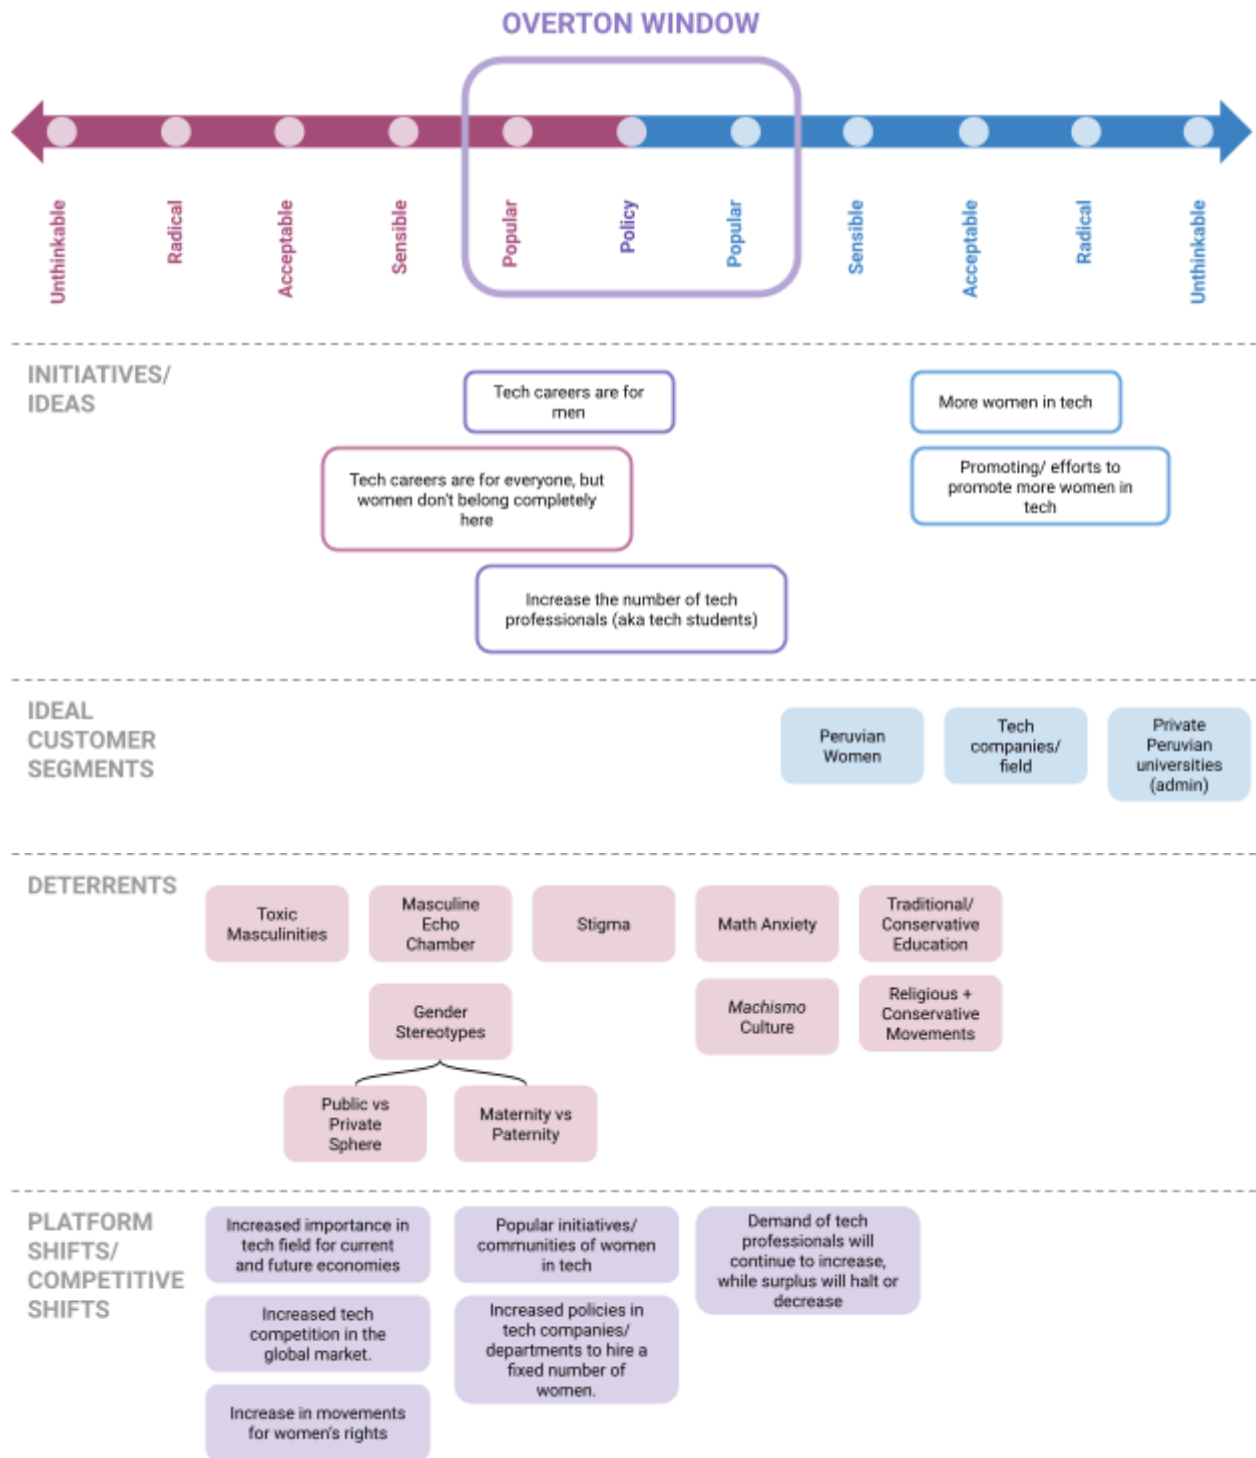 OVERTON WINDOW
Unthinkable
Radical
Acceptable
Sensible
Popular
Policy
Popular
Sensible
Acceptable
Radical
Unthinkable
INITIATIVES/
IDEAS
Tech careers are for
men
More women in tech
Tech careers are for everyone, but
women don't belong completely
here
Promoting/ efforts to
promote more women in
tech
Increase the number of tech
professionals (aka tech students)
IDEAL
CUSTOMER
SEGMENTS
Peruvian
Women
Tech
companies/
field
Private
Peruvian
universities
(admin)
DETERRENTS
Toxic
Masculinities
Masculine
Echo
Chamber
Stigma
Math Anxiety
Traditional/
Conservative
Education
Gender
Stereotypes
Machismo
Culture
Religious +
Conservative
Movements
Public vs
Private
Sphere
Maternity vs
Paternity
PLATFORM
SHIFTS/
COMPETITIVE
SHIFTS
Increased importance in
tech field for current
and future economies
Popular initiatives/
communities of women
in tech
Demand of tech
professionals will
continue to increase,
while surplus will halt or
decrease
Increased tech
competition in the
global market.
Increased policies in
tech companies/
departments to hire a
fixed number of
women.
Increase in movements
for women's rights